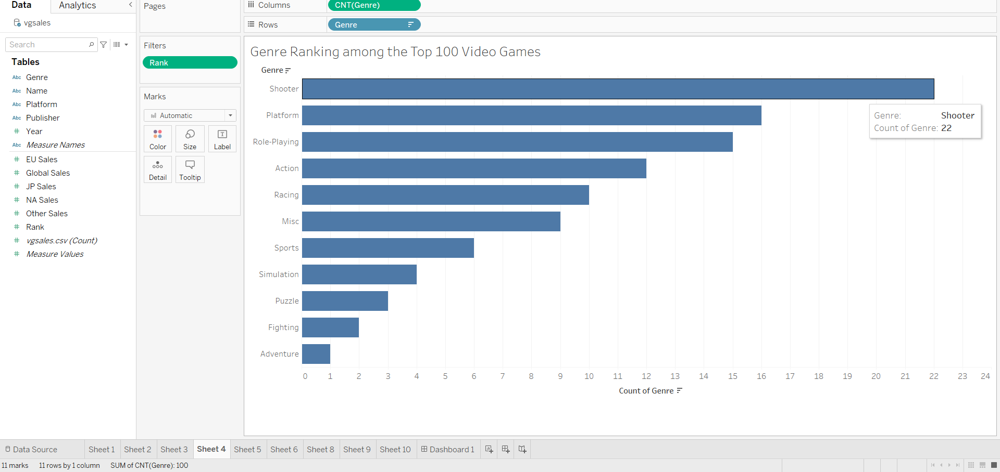 Data
Analytics
vgsales
Search
Tables
Abc Genre
Abc Name
Abc Platform
Abc Publisher
# Year
Abc Measure Names
# EU Sales
# Global Sales
# JP Sales
# NA Sales
# Other Sales
# Rank
# vgsales.csv (Count)
# Measure Values
Pages
Filters
Rank
Marks
Automatic
Color Size Label
Detail Tooltip
Columns CNT(Genre)
Rows Genre
Genre Ranking among the Top 100 Video Games
Genre
Shooter
Platform
Role-Playing
Action
Racing
Misc
Sports
Simulation
Puzzle
Fighting
Adventure
Genre: Shooter
Count of Genre: 22
0 1 2 3 4 5 6 7 8 9 10 11 12 13 14 15 16 17 18 19 20 21 22 23 24
Count of Genre
Data Source Sheet 1 Sheet 2 Sheet 3 Sheet 4 Sheet 5 Sheet 6 Sheet 8 Sheet 9 Sheet 10 Dashboard 1
11 marks 11 rows by 1 column SUM of CNT(Genre): 100